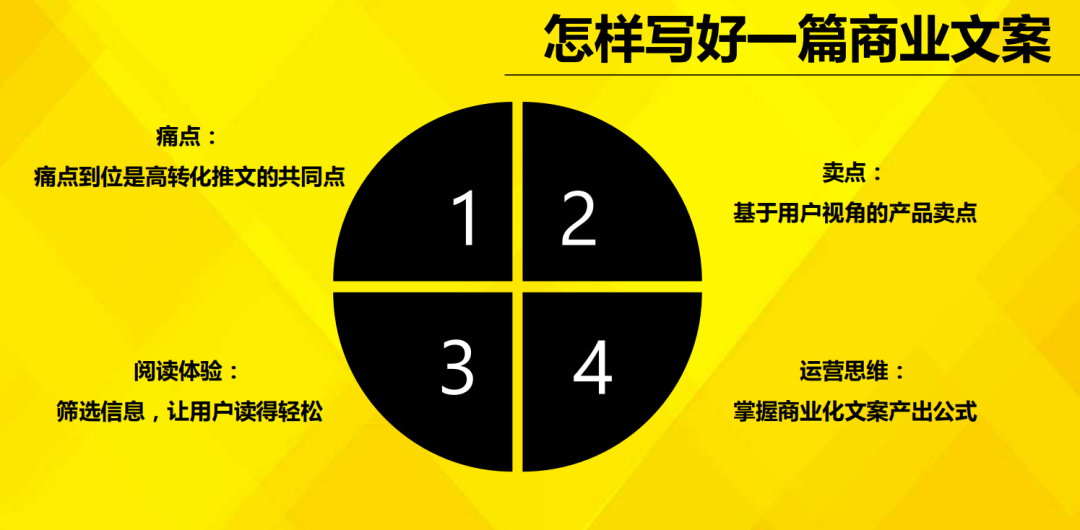 怎样写好一篇商业文案
痛点：
痛点到位是高转化推文的共同点
1
2
卖点：
基于用户视角的产品卖点
阅读体验：
筛选信息，让用户读得轻松
3
4
运营思维：
掌握商业化文案产出公式